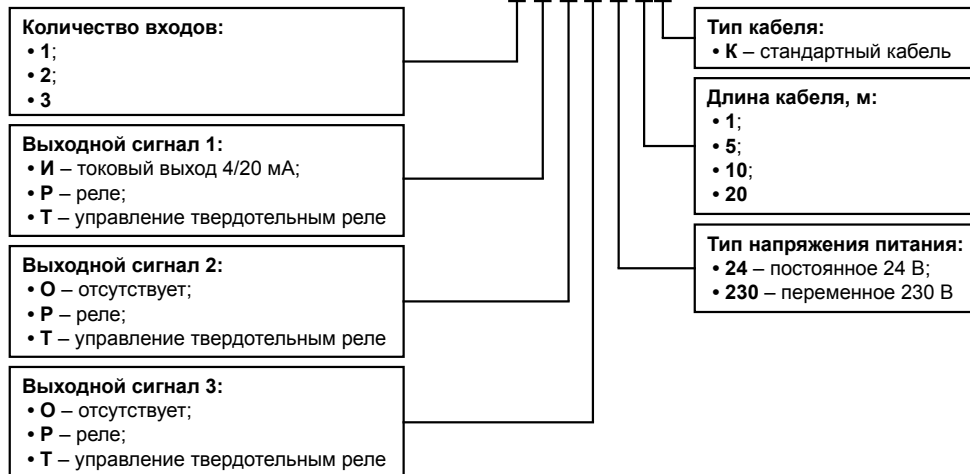 Количество входов:
• 1;
• 2;
• 3
Выходной сигнал 1:
• И – токовый выход 4/20 мА;
• Р – реле;
• Т – управление твердотельным реле
Выходной сигнал 2:
• О – отсутствует;
• Р – реле;
• Т – управление твердотельным реле
Выходной сигнал 3:
• О – отсутствует;
• Р – реле;
• Т – управление твердотельным реле
Тип кабеля:
• К – стандартный кабель
Длина кабеля, м:
• 1;
• 5;
• 10;
• 20
Тип напряжения питания:
• 24 – постоянное 24 В;
• 230 – переменное 230 В